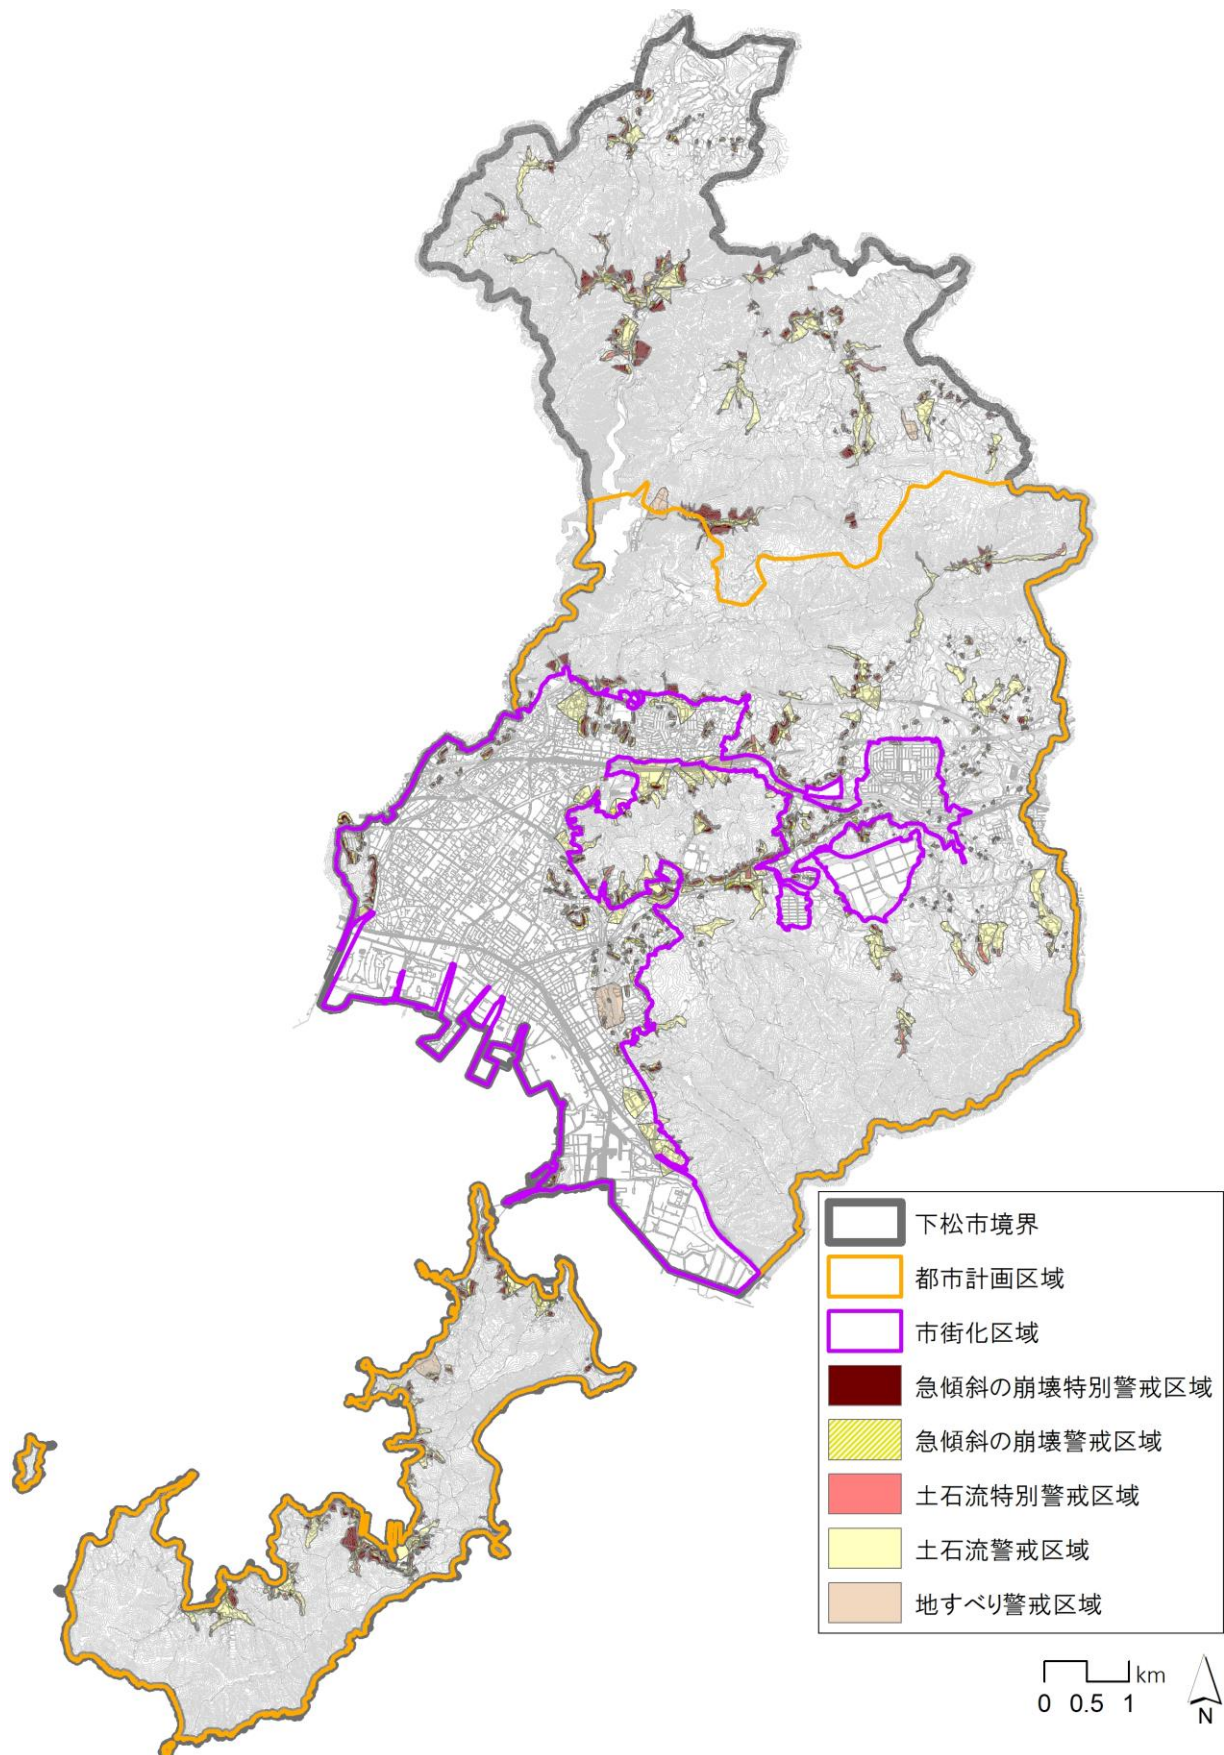 下松市境界
都市計画区域
市街化区域
急傾斜の崩壊特別警戒区域
急傾斜の崩壊警戒区域
土石流特別警戒区域
土石流警戒区域
地すべり警戒区域
km
0 0.5 1
N